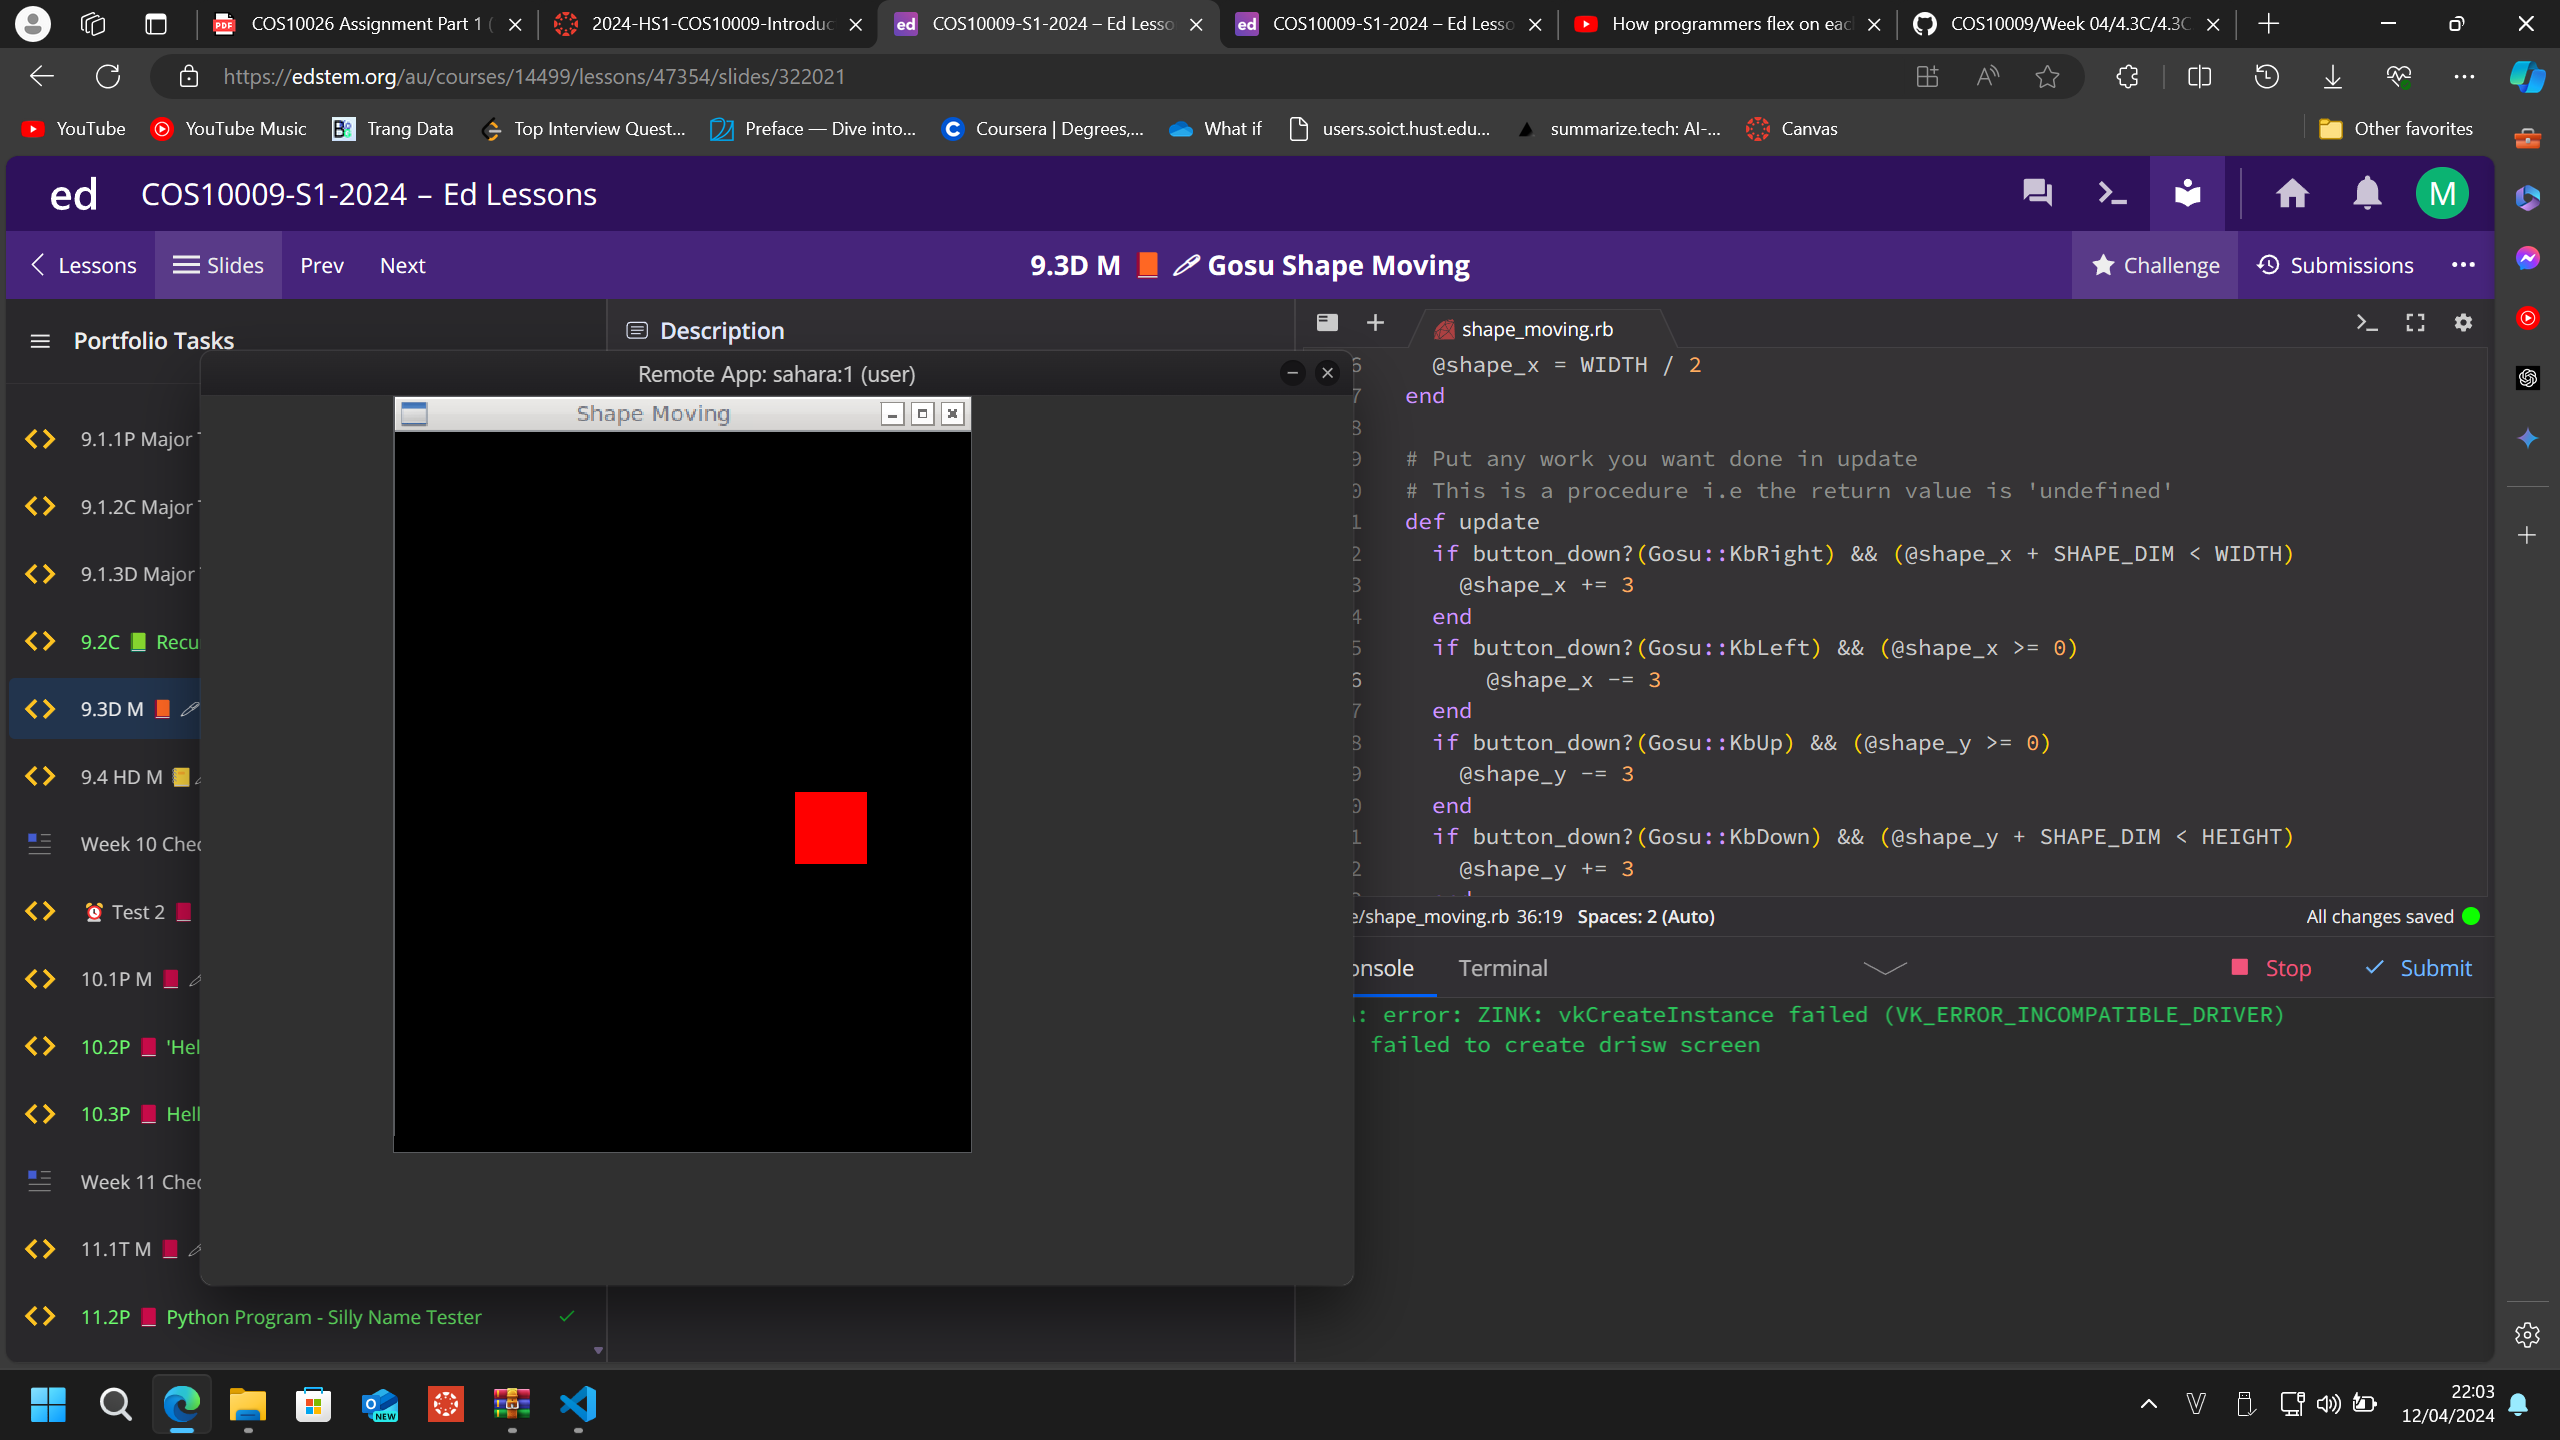 COS10026 Assignment Part 1 (
2024-HS1-COS10009-Introduc
COS10009-S1-2024 – Ed Lesso
COS10009-S1-2024 – Ed Lesso
How programmers flex on eac
COS10009/Week 04/4.3C/4.3C
https://edstem.org/au/courses/14499/lessons/47354/slides/322021
YouTube
YouTube Music
Trang Data
Top Interview Quest...
Preface — Dive into...
Coursera | Degrees,...
What if
users.soict.hust.edu...
summarize.tech: AI-...
Canvas
Other favorites
ed COS10009-S1-2024 – Ed Lessons
M
Lessons
Slides
Prev
Next
9.3D M Gosu Shape Moving
Challenge
Submissions
Portfolio Tasks
9.1.1P Major
9.1.2C Major
9.1.3D Major
9.2C Recu
9.3D M
9.4 HD M
Week 10 Chec
Test 2
10.1P M
10.2P 'Hel
10.3P Hell
Week 11 Chec
11.1T M
11.2P Python Program - Silly Name Tester
Description
Remote App: sahara:1 (user)
Shape Moving
shape_moving.rb
6 @shape_x = WIDTH / 2
7 end
8
9 # Put any work you want done in update
0 # This is a procedure i.e the return value is 'undefined'
1 def update
2 if button_down?(Gosu::KbRight) && (@shape_x + SHAPE_DIM < WIDTH)
3 @shape_x += 3
4 end
5 if button_down?(Gosu::KbLeft) && (@shape_x >= 0)
6 @shape_x -= 3
7 end
8 if button_down?(Gosu::KbUp) && (@shape_y >= 0)
9 @shape_y -= 3
0 end
1 if button_down?(Gosu::KbDown) && (@shape_y + SHAPE_DIM < HEIGHT)
2 @shape_y += 3
e/shape_moving.rb 36:19 Spaces: 2 (Auto)
All changes saved
onsole
Terminal
Stop
Submit
: error: ZINK: vkCreateInstance failed (VK_ERROR_INCOMPATIBLE_DRIVER)
failed to create drisw screen
22:03
12/04/2024